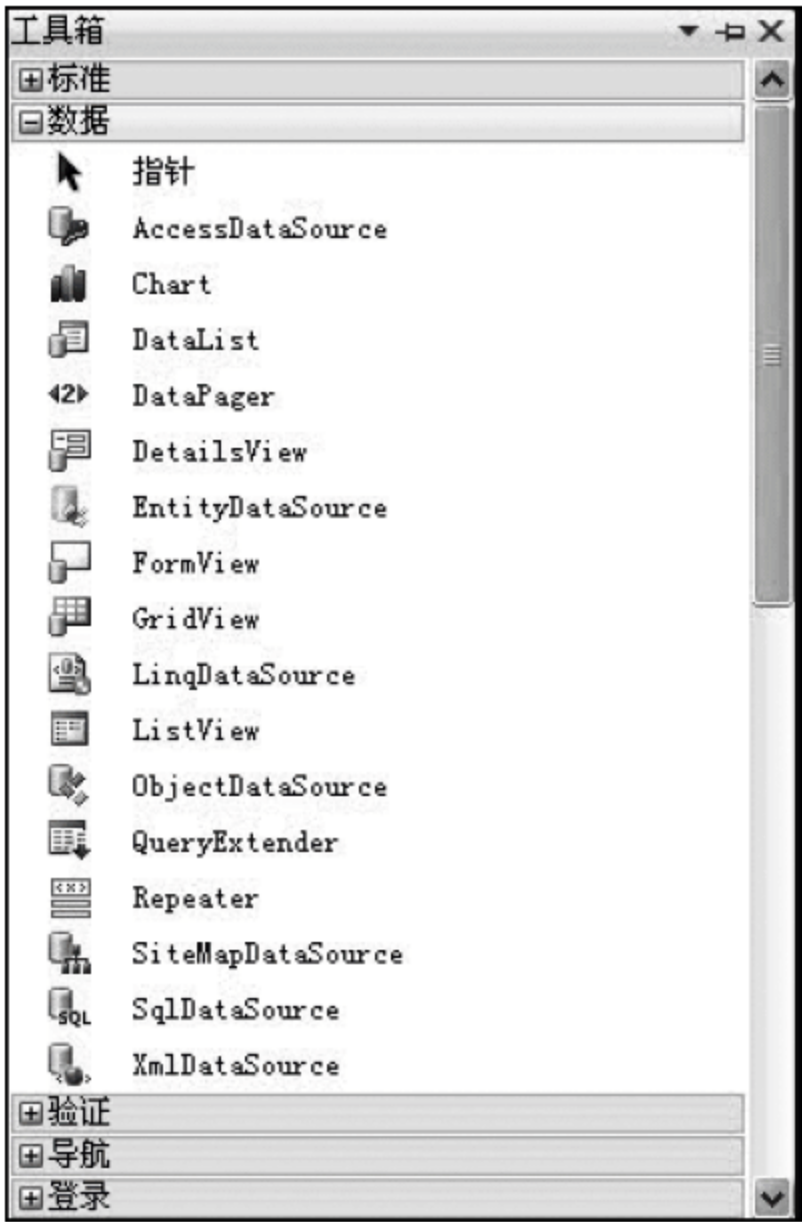 工具箱
标准
数据
指针
AccessDataSource
Chart
DataList
DataPager
DetailsView
EntityDataSource
FormView
GridView
LinqDataSource
ListView
ObjectDataSource
QueryExtender
Repeater
SiteMapDataSource
SqlDataSource
XmlDataSource
验证
导航
登录